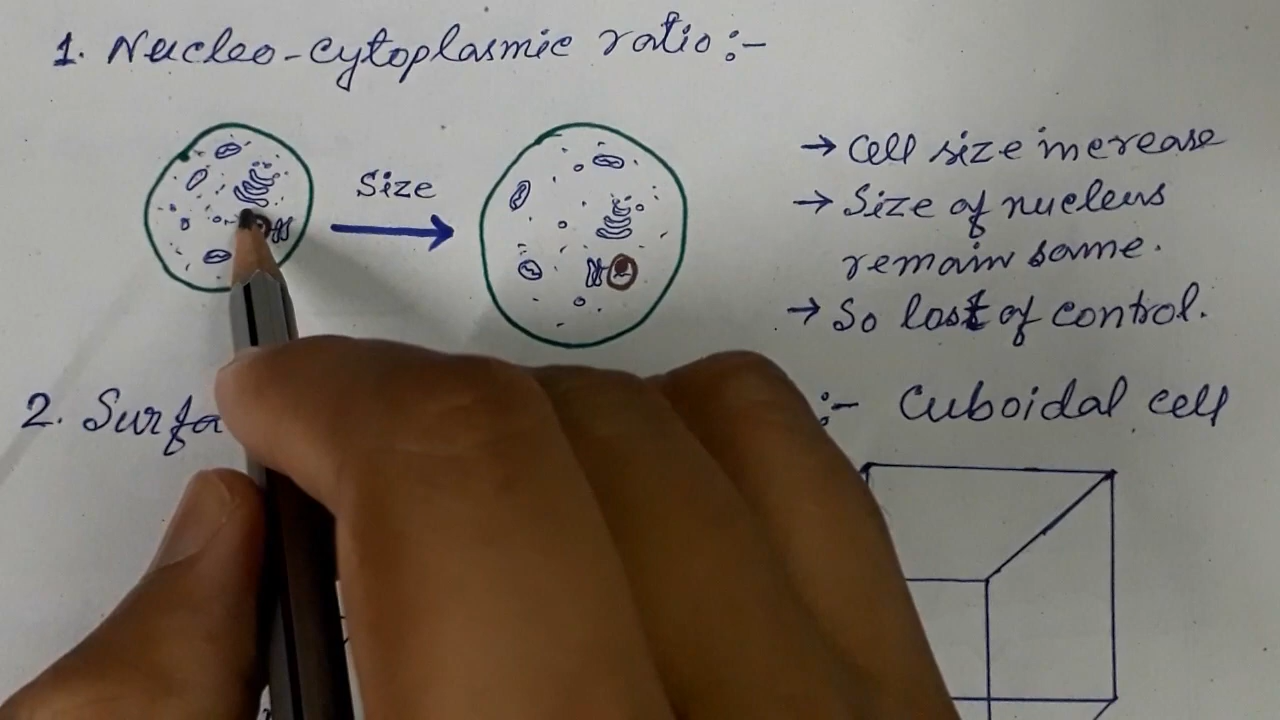 1. Nucleo-cytoplasmic ratio:-
Size
→ Cell size increase
→ Size of nucleus
remain same.
→ So lost of control.
2. Surfa
:- Cuboidal cell